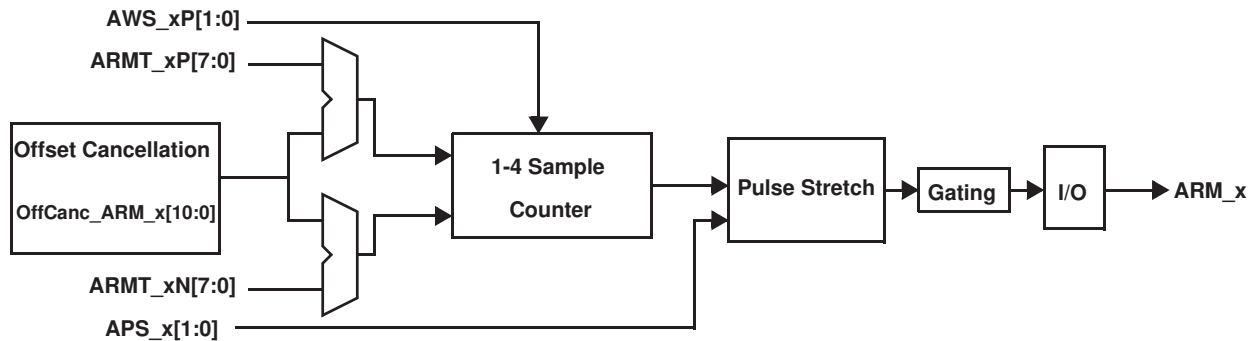 AWS_xP[1:0]
ARMT_xP[7:0]
Offset Cancellation
OffCanc_ARM_x[10:0]
1-4 Sample
Counter
Pulse Stretch
Gating
I/O
ARM_x
ARMT_xN[7:0]
APS_x[1:0]